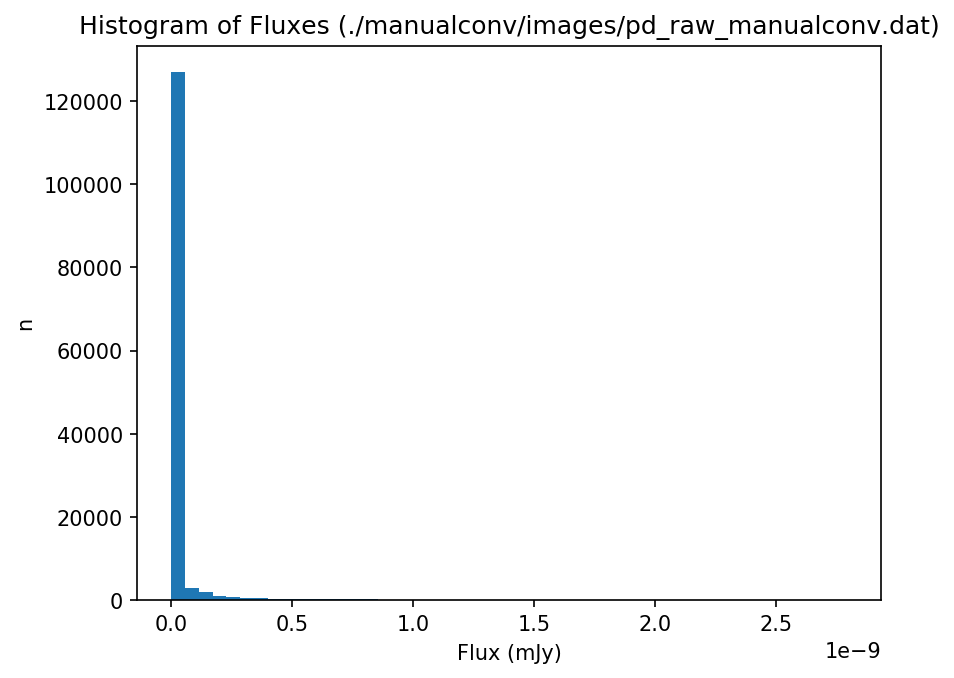 Histogram of Fluxes (./manualconv/images/pd_raw_manualconv.dat)
120000
100000
80000
60000
40000
20000
0
n
0.0 0.5 1.0 1.5 2.0 2.5
1e−9
Flux (mJy)